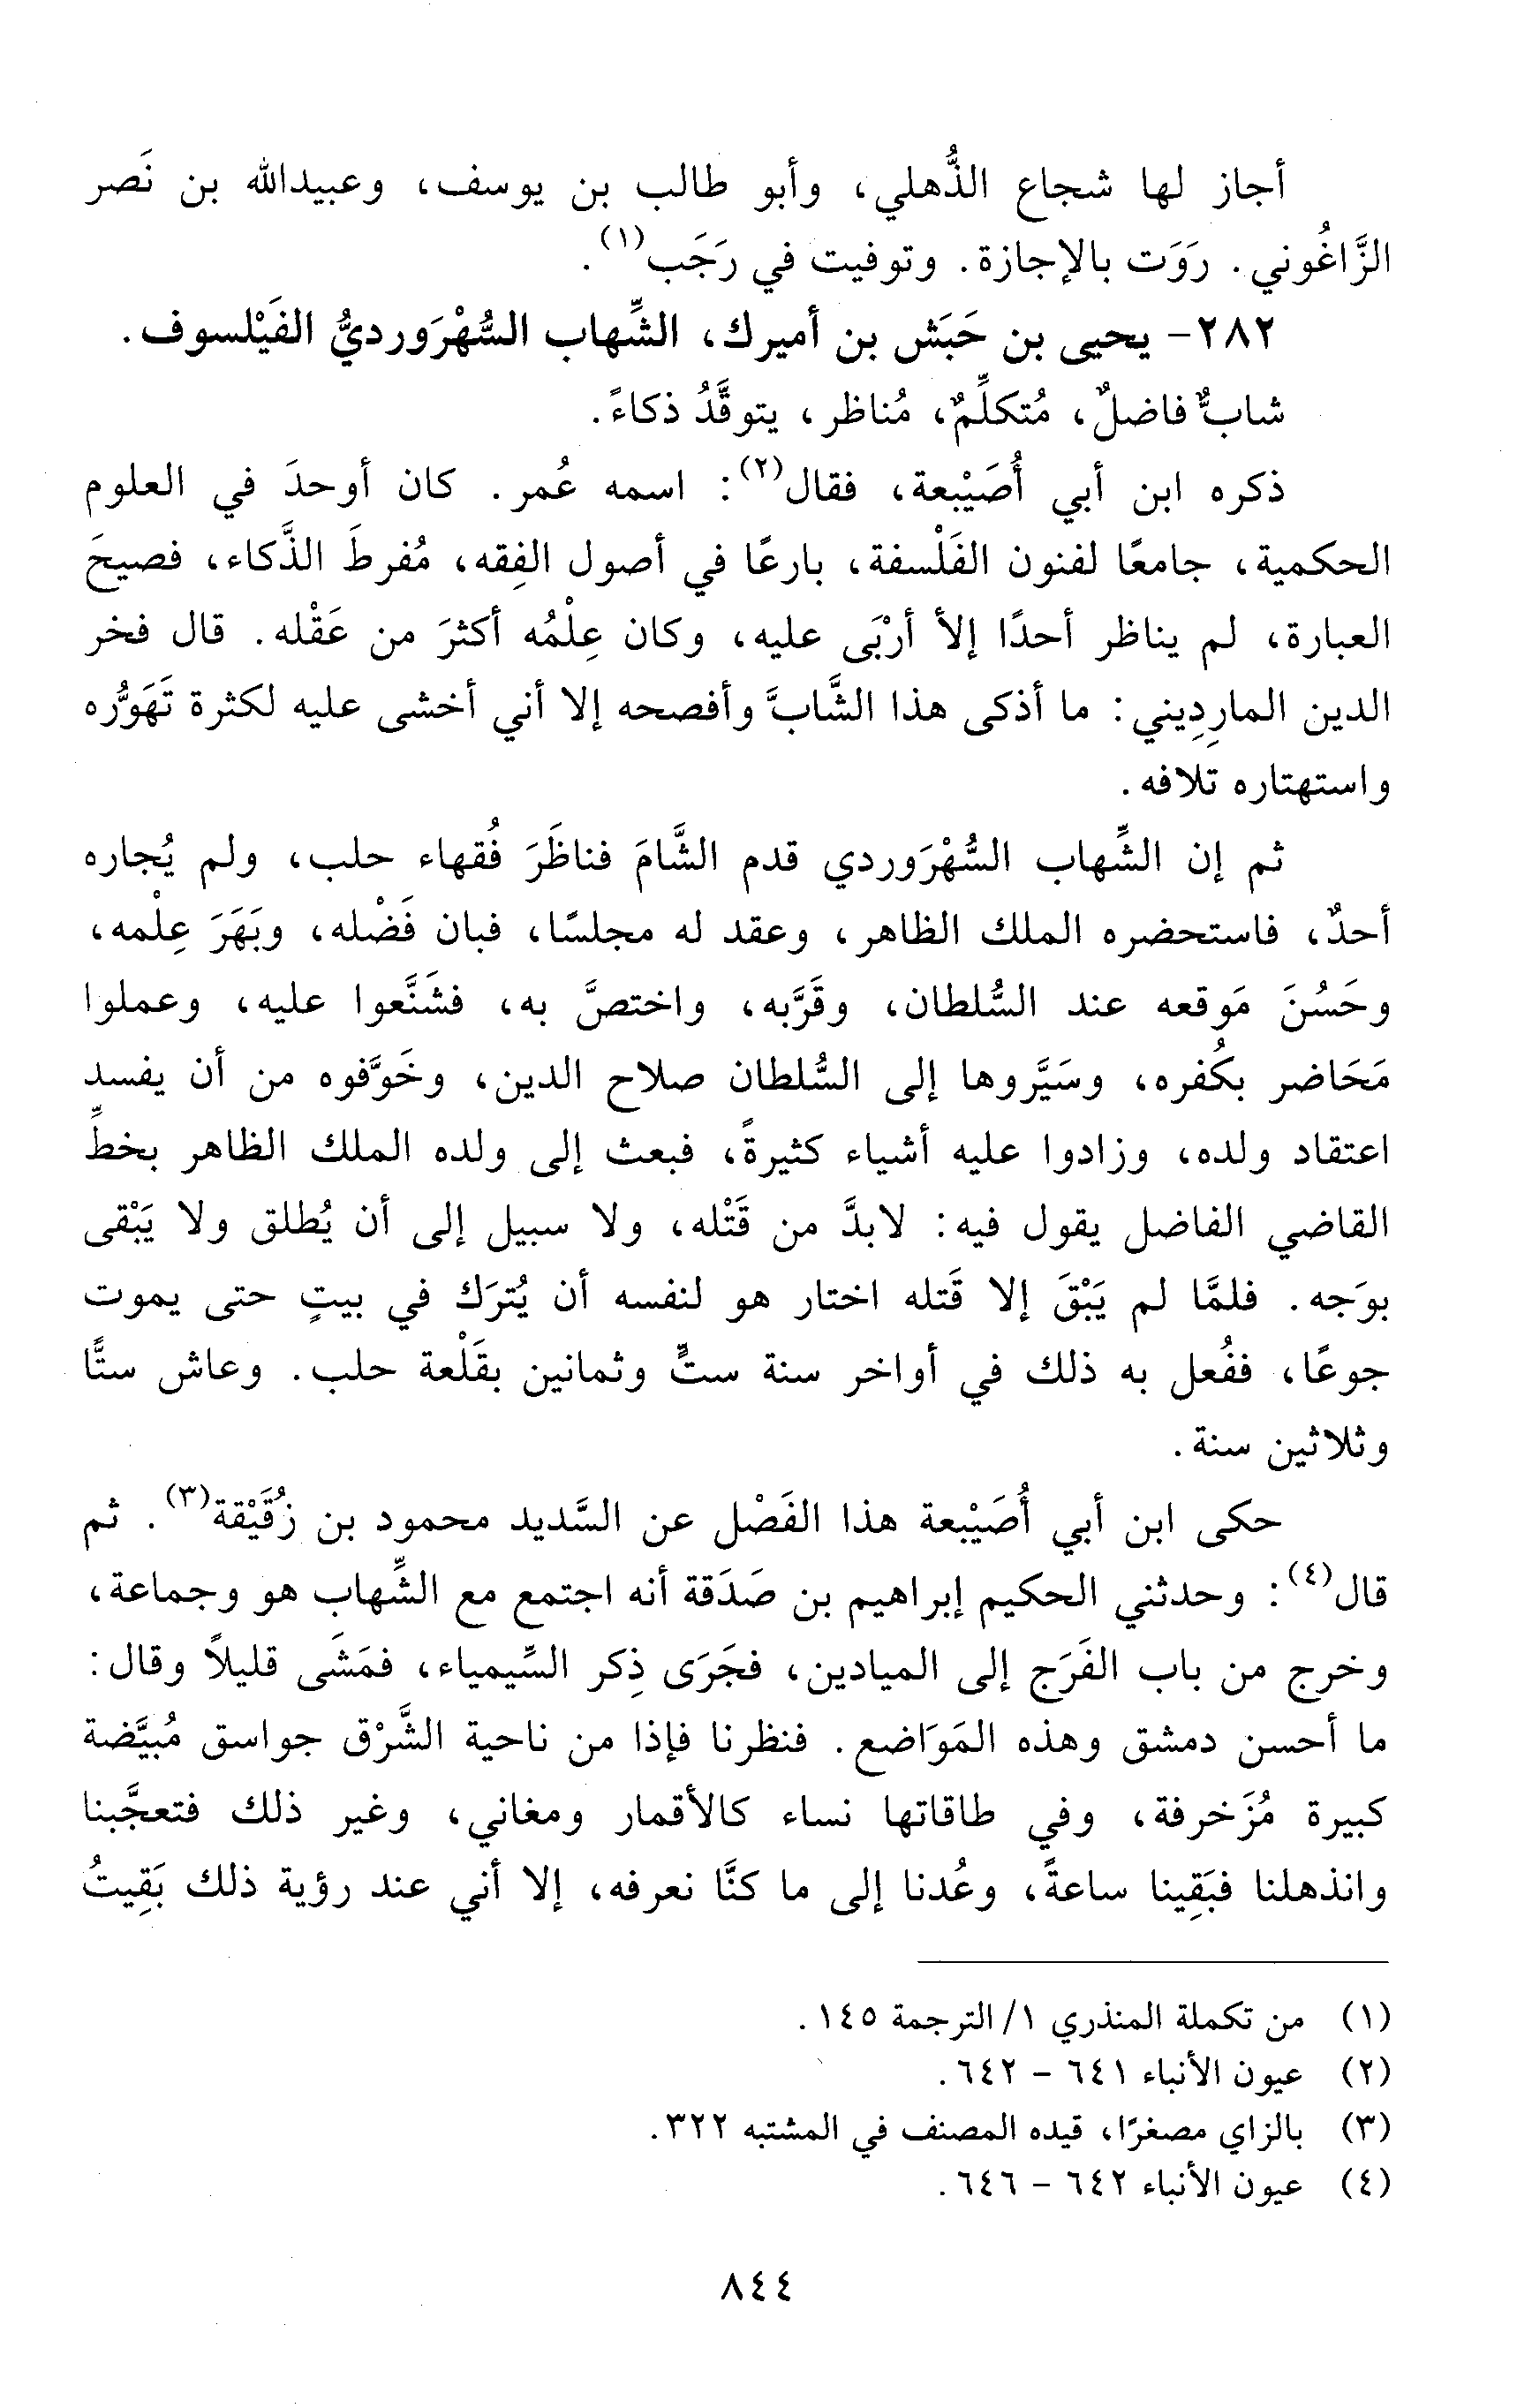 أجاز لها شجاع الذُّهلي، وأبو طالب بن يوسف، وعبيدالله بن نَصر
الزَّاغُوني. رَوَت بالإجازة. وتوفيت في رَجَب(١).
٢٨٢- يحيى بن حَبَش بن أميرك، الشِّهاب السُّهْرَورديُّ الفَيْلسوف.
شابٌّ فاضلٌ، مُتكلِّمٌ، مُناظر، يتوقَّدُ ذكاءً.
ذكره ابن أبي أُصَيْبعة، فقال(٢): اسمه عُمر. كان أوحدَ في العلوم
الحكمية، جامعًا لفنون الفَلْسفة، بارعًا في أصول الفِقه، مُفرطَ الذَّكاء، فصيحَ
العبارة، لم يناظر أحدًا إلاَّ أرْبَى عليه، وكان عِلْمُه أكثرَ من عَقْله. قال فخر
الدين المارِدِيني: ما أذكى هذا الشَّابَّ وأفصحه إلا أني أخشى عليه لكثرة تَهَوُّره
واستهتاره تلافه.
ثم إن الشِّهاب السُّهْرَوردي قدم الشَّامَ فناظَرَ فُقهاء حلب، ولم يُجاره
أحدٌ، فاستحضره الملك الظاهر، وعقد له مجلسًا، فبان فَضْله، وبَهَرَ عِلْمه،
وحَسُنَ مَوقعه عند السُّلطان، وقَرَّبه، واختصَّ به، فشَنَّعوا عليه، وعملوا
مَحَاضر بكُفره، وسَيَّروها إلى السُّلطان صلاح الدين، وخَوَّفوه من أن يفسد
اعتقاد ولده، وزادوا عليه أشياء كثيرةً، فبعث إلى ولده الملك الظاهر بخطِّ
القاضي الفاضل يقول فيه: لابدَّ من قَتْله، ولا سبيل إلى أن يُطلق ولا يَبْقى
بوَجه. فلمَّا لم يَبْقَ إلا قَتله اختار هو لنفسه أن يُترَك في بيتٍ حتى يموت
جوعًا، ففُعل به ذلك في أواخر سنة ستٍّ وثمانين بقَلْعة حلب. وعاش ستًّا
وثلاثين سنة.
حكى ابن أبي أُصَيْبعة هذا الفَضْل عن السَّديد محمود بن زُقَيْقة(٣). ثم
قال(٤): وحدثني الحكيم إبراهيم بن صَدَقة أنه اجتمع مع الشِّهاب هو وجماعة،
وخرج من باب الفَرَج إلى الميادين، فجَرَى ذِكر السِّيمياء، فمَشَى قليلاً وقال:
ما أحسن دمشق وهذه المَوَاضع. فنظرنا فإذا من ناحية الشَّرْق جواسق مُبيَّضة
كبيرة مُزَخرفة، وفي طاقاتها نساء كالأقمار ومغاني، وغير ذلك فتعجَّبنا
وانذهلنا فبَقِينا ساعةً، وعُدنا إلى ما كنَّا نعرفه، إلا أني عند رؤية ذلك بَقِيتُ
(١) من تكملة المنذري ١/ الترجمة ١٤٥.
(٢) عيون الأنباء ٦٤١ - ٦٤٢.
(٣) بالزاي مصغرًا، قيده المصنف في المشتبه ٣٢٢.
(٤) عيون الأنباء ٦٤٢ - ٦٤٦.
٨٤٤